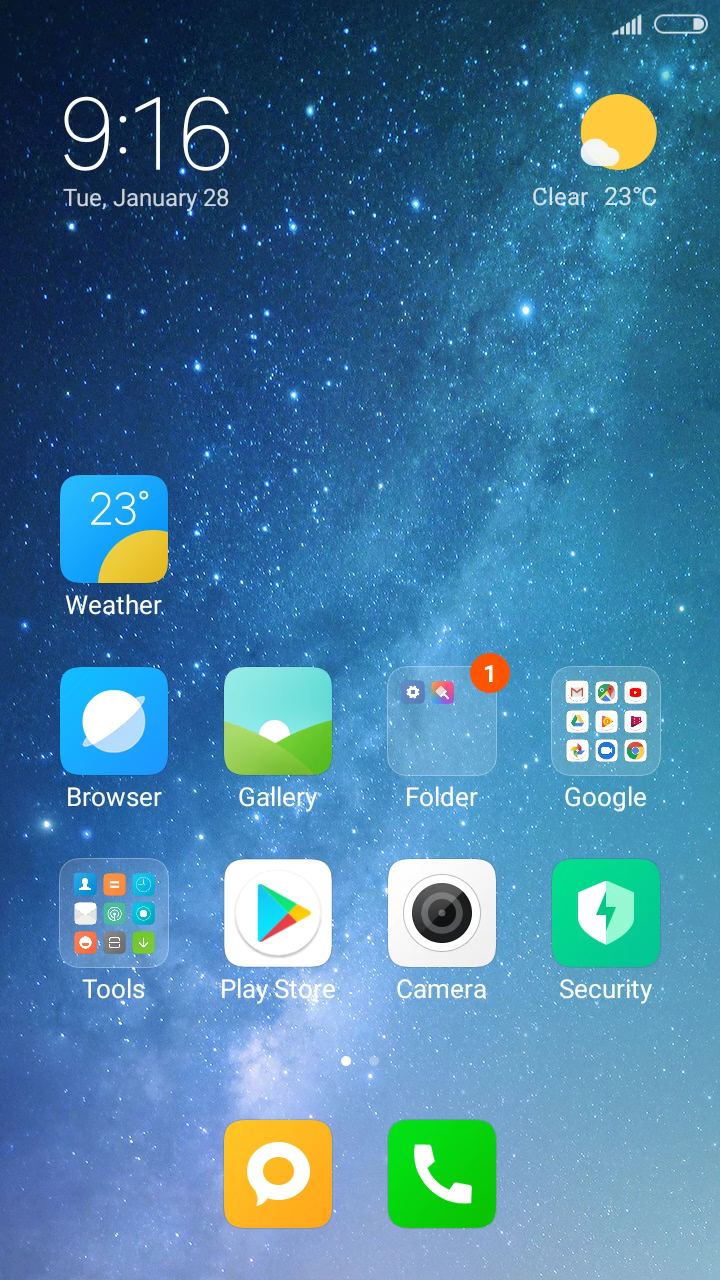 9:16
Tue, January 28
Clear 23°C
23°
Weather
1
Browser
Gallery
Folder
Google
Tools
Play Store
Camera
Security